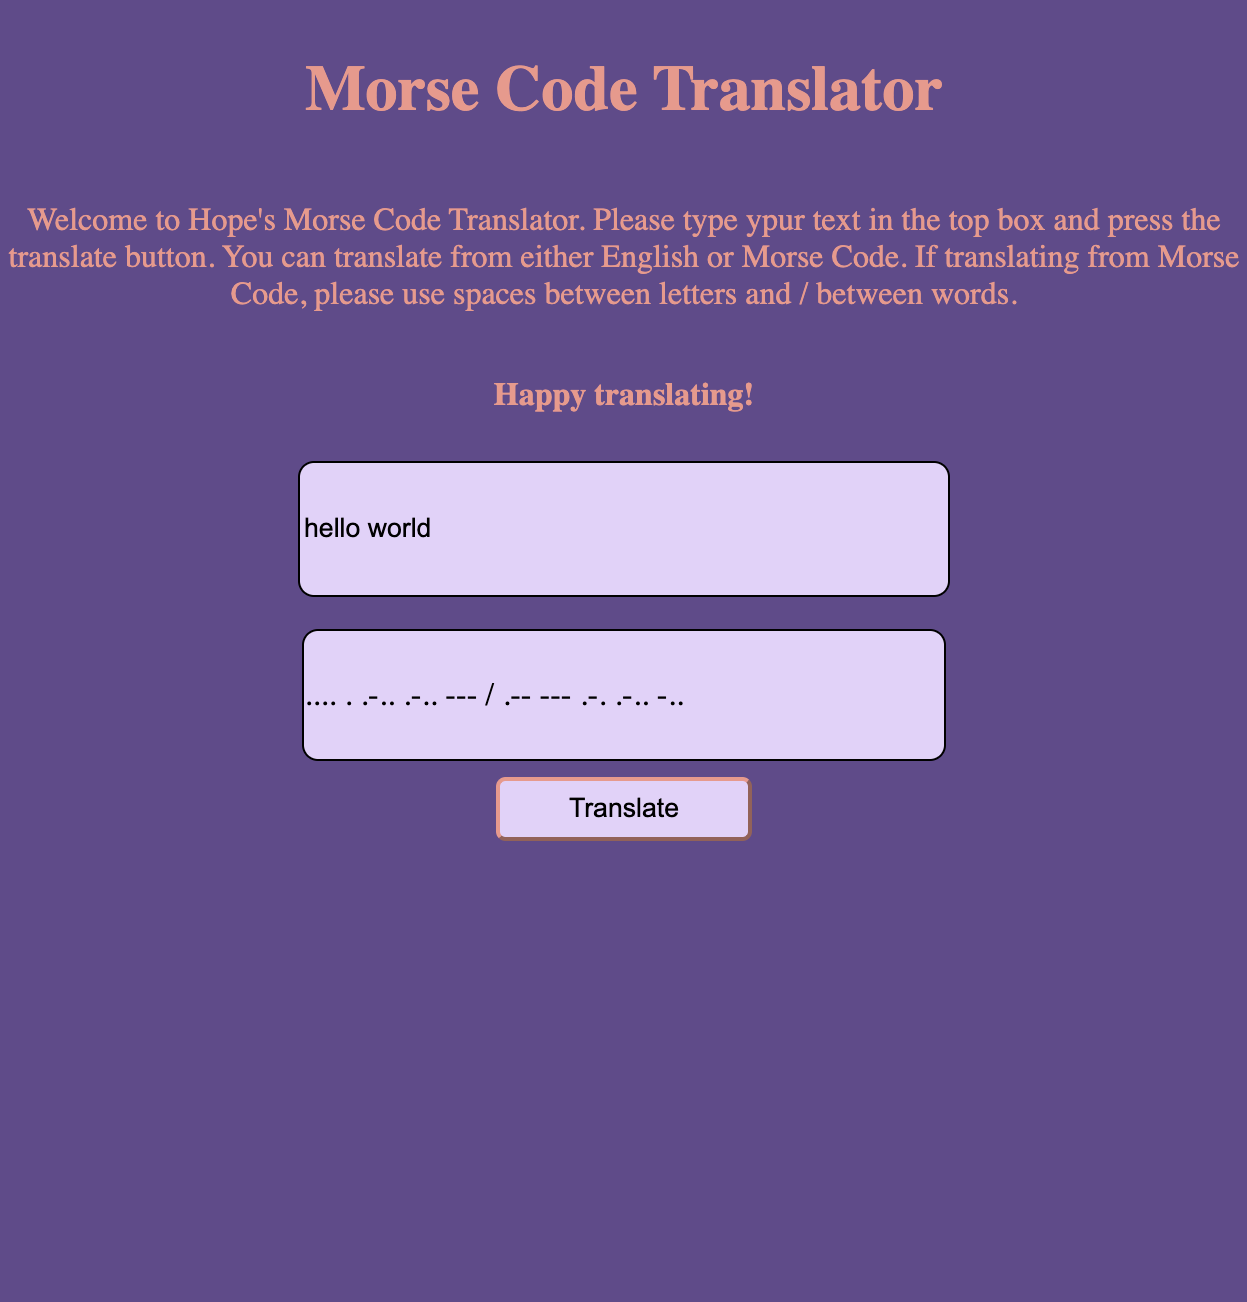 Morse Code Translator
Welcome to Hope's Morse Code Translator. Please type ypur text in the top box and press the
translate button. You can translate from either English or Morse Code. If translating from Morse
Code, please use spaces between letters and / between words.
Happy translating!
hello world
.... . .-.. .-.. --- / .-- --- .-. .-.. -..
Translate